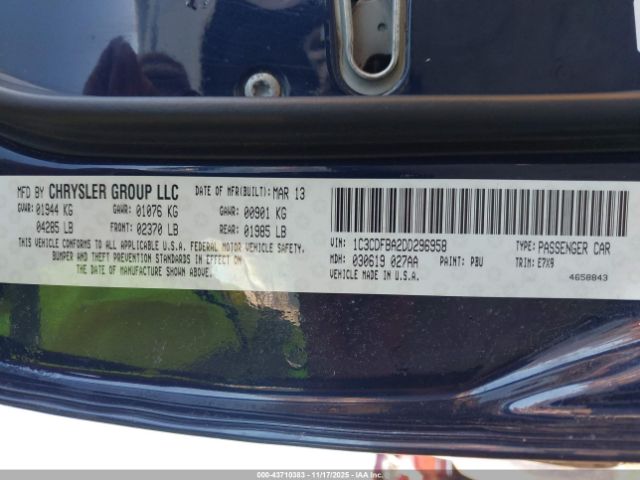 MFD BY CHRYSLER GROUP LLC DATE OF MFR(BUILT): MAR 13
GVWR: 01944 KG GAWR: 01076 KG GAWR: 00901 KG
04285 LB FRONT: 02370 LB REAR: 01985 LB
THIS VEHICLE CONFORMS TO ALL APPLICABLE U.S.A. FEDERAL MOTOR VEHICLE SAFETY,
BUMPER AND THEFT PREVENTION STANDARDS IN EFFECT ON THE DATE OF
MANUFACTURE SHOWN ABOVE. MADE IN U.S.A.
VIN: 1C3CDFBA2DD296958 TYPE: PASSENGER CAR
MDH: 030619 027AA PAINT: PBU TRIM: E7X9
4658843
000-43710383 - 11/17/2025 - IAAI.COM